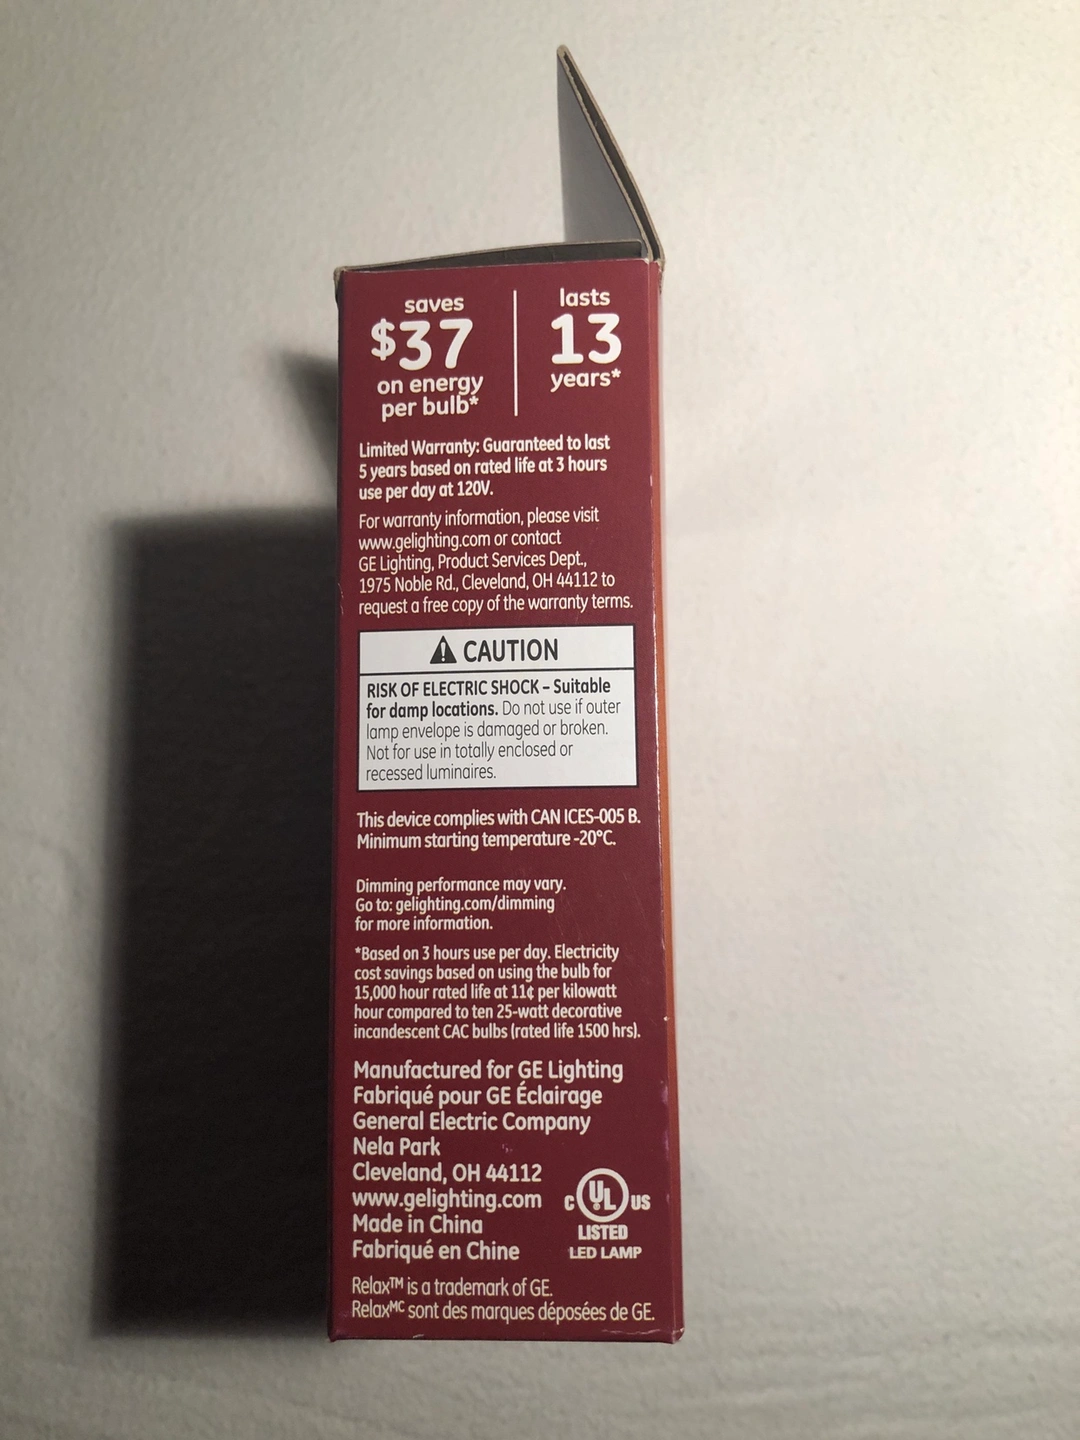 saves
$37
on energy
per bulb*
lasts
13
years*
Limited Warranty: Guaranteed to last
5 years based on rated life at 3 hours
use per day at 120V.
For warranty information, please visit
www.gelighting.com or contact
GE Lighting, Product Services Dept.,
1975 Noble Rd., Cleveland, OH 44112 to
request a free copy of the warranty terms.
CAUTION
RISK OF ELECTRIC SHOCK – Suitable
for damp locations. Do not use if outer
lamp envelope is damaged or broken.
Not for use in totally enclosed or
recessed luminaires.
This device complies with CAN ICES-005 B.
Minimum starting temperature -20°C.
Dimming performance may vary.
Go to: gelighting.com/dimming
for more information.
*Based on 3 hours use per day. Electricity
cost savings based on using the bulb for
15,000 hour rated life at 11¢ per kilowatt
hour compared to ten 25-watt decorative
incandescent CAC bulbs (rated life 1500 hrs).
Manufactured for GE Lighting
Fabriqué pour GE Éclairage
General Electric Company
Nela Park
Cleveland, OH 44112
www.gelighting.com
Made in China
Fabriqué en Chine
C UL US
LISTED
LED LAMP
Relax™ is a trademark of GE.
Relaxᴹᶜ sont des marques déposées de GE.